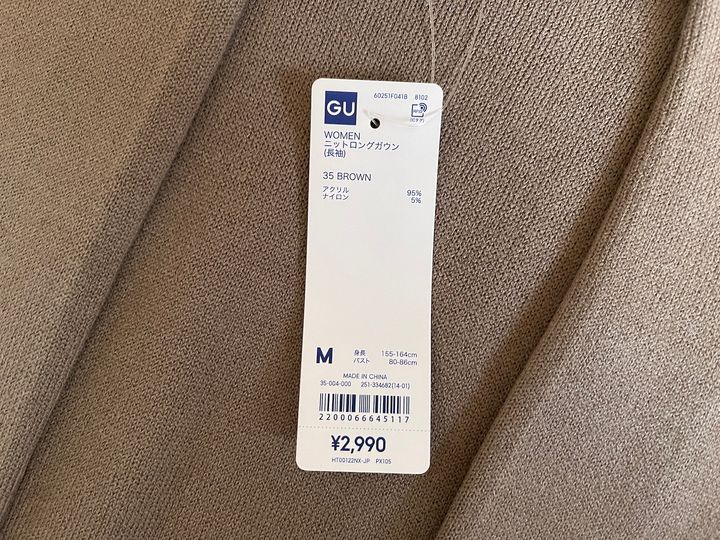 GU
60251F041B 8102
WOMEN
ニットロングガウン
(長袖)
35 BROWN
アクリル 95%
ナイロン 5%
M
身長 155-164cm
バスト 80-86cm
MADE IN CHINA
35-004-000 251-334682(14-01)
2200066645117
¥2,990
HT00122NX-JP PX105